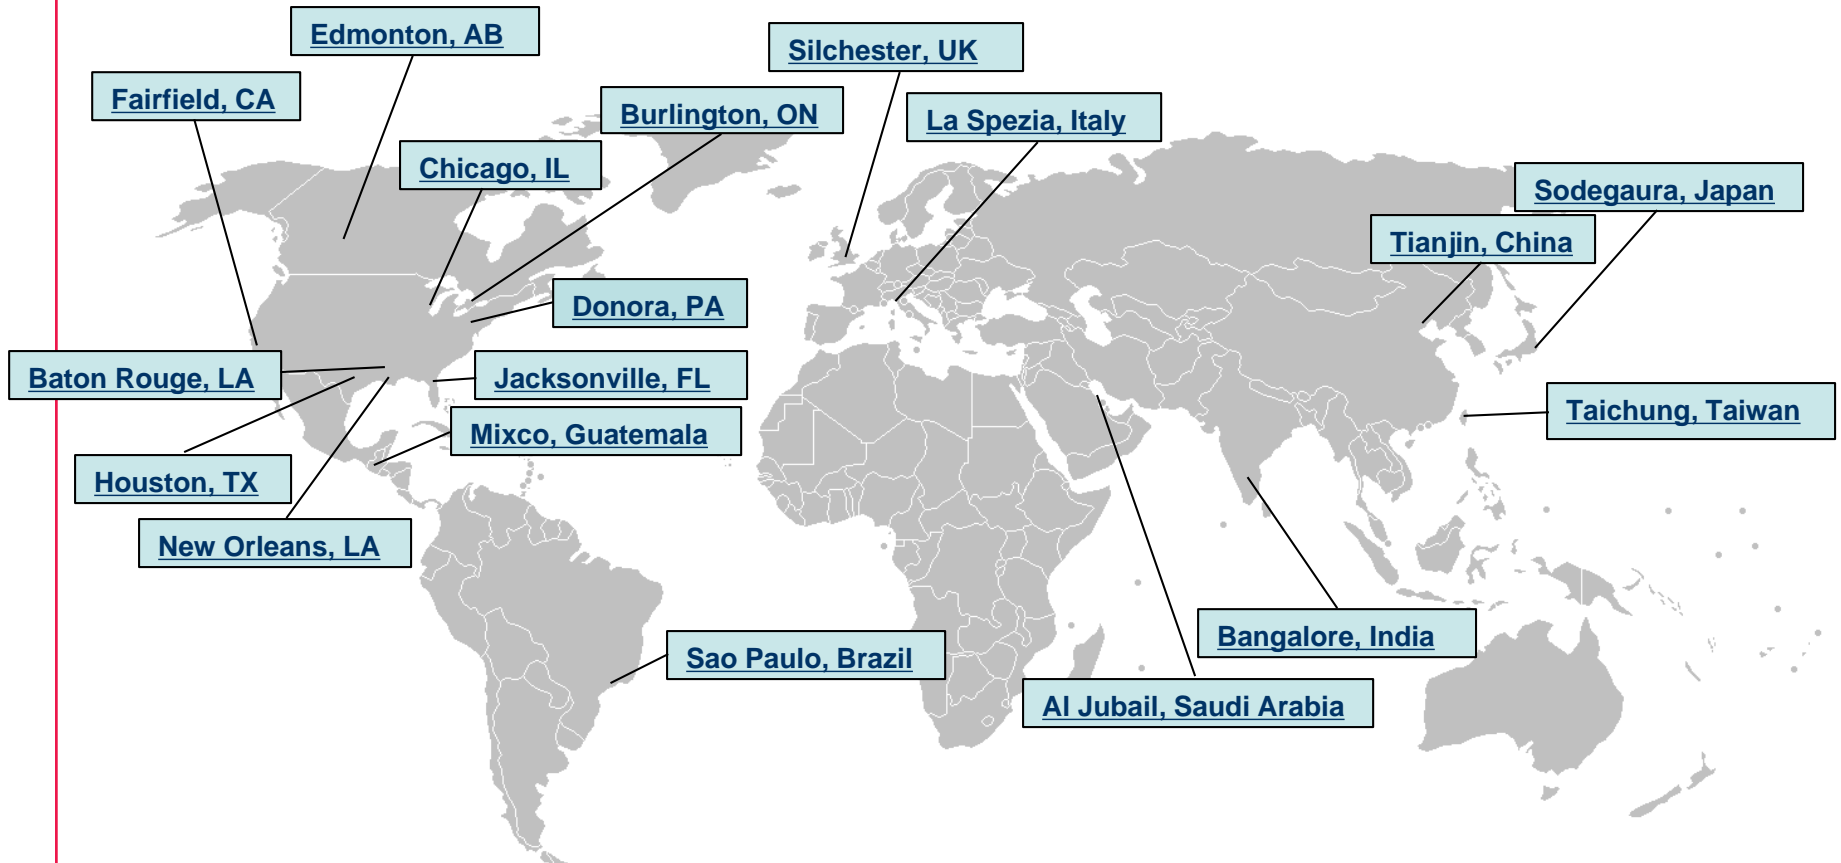 Edmonton, AB
Silchester, UK
Fairfield, CA
Burlington, ON
La Spezia, Italy
Chicago, IL
Sodegaura, Japan
Tianjin, China
Donora, PA
Baton Rouge, LA
Jacksonville, FL
Taichung, Taiwan
Mixco, Guatemala
Houston, TX
New Orleans, LA
Bangalore, India
Sao Paulo, Brazil
Al Jubail, Saudi Arabia